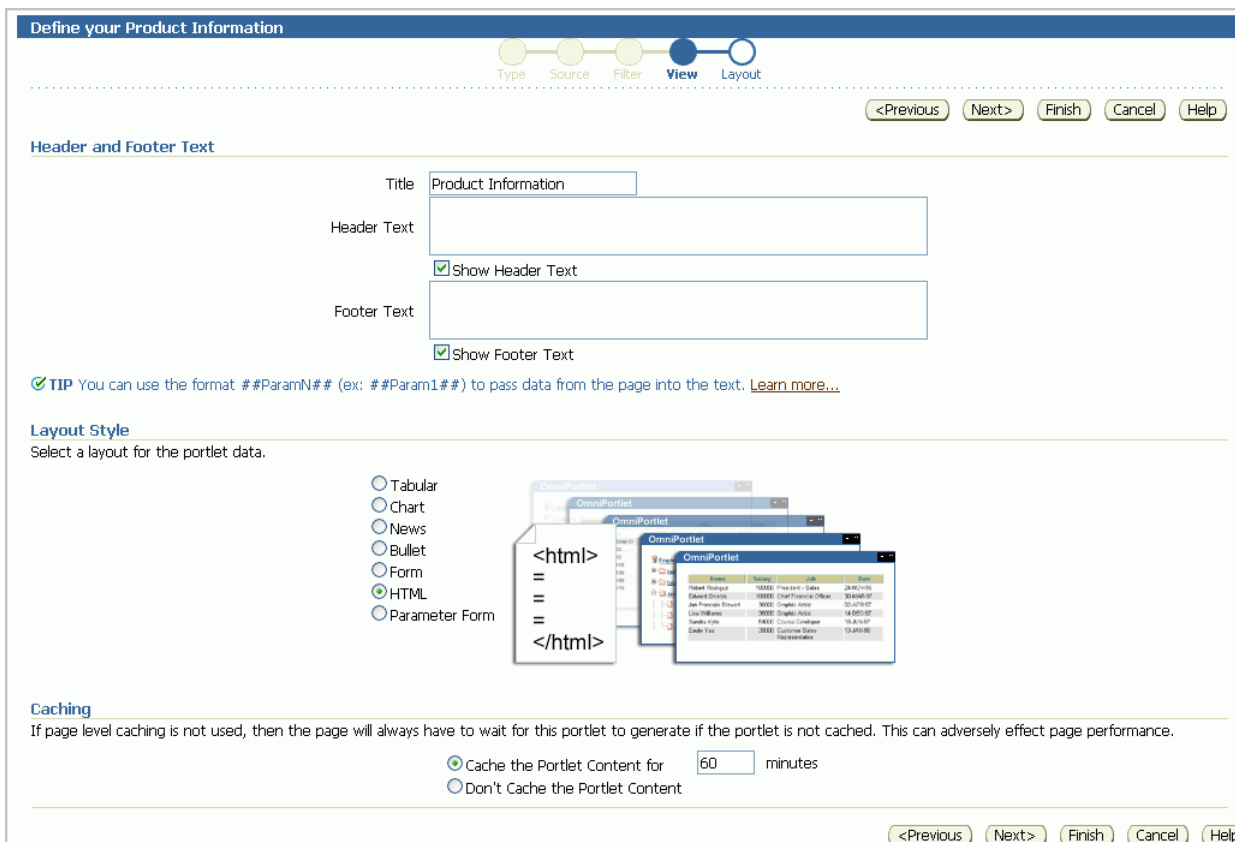 Define your Product Information
Type Source Filter View Layout
<Previous Next> Finish Cancel Help
Header and Footer Text
Title Product Information
Header Text
Show Header Text
Footer Text
Show Footer Text
TIP You can use the format ##ParamN## (ex: ##Param1##) to pass data from the page into the text. Learn more...
Layout Style
Select a layout for the portlet data.
Tabular
Chart
News
Bullet
Form
HTML
Parameter Form
OmniPortlet
OmniPortlet
OmniPortlet
OmniPortlet
OmniPortlet
<html>
=
=
=
</html>
Name Salary Job Date
Caching
If page level caching is not used, then the page will always have to wait for this portlet to generate if the portlet is not cached. This can adversely effect page performance.
Cache the Portlet Content for 60 minutes
Don't Cache the Portlet Content
<Previous Next> Finish Cancel Help